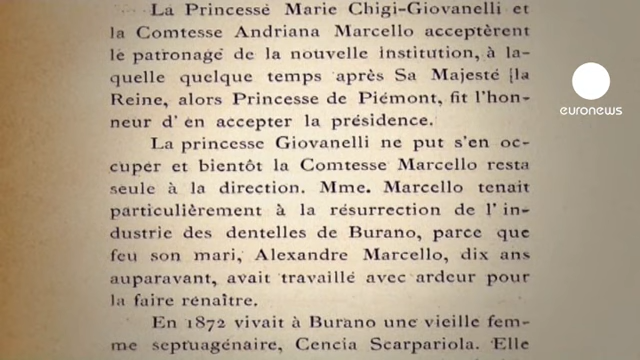 La Princesse Marie Chigi-Giovanelli et
la Comtesse Andriana Marcello acceptèrent
le patronage de la nouvelle institution, à la-
quelle quelque temps après Sa Majesté [la
Reine, alors Princesse de Piémont, fit l'hon-
neur d'en accepter la présidence.
La princesse Giovanelli ne put s'en oc-
cuper et bientôt la Comtesse Marcello resta
seule à la direction. Mme. Marcello tenait
particulièrement à la résurrection de l'in-
dustrie des dentelles de Burano, parce que
feu son mari, Alexandre Marcello, dix ans
auparavant, avait travaillé avec ardeur pour
la faire renaître.
En 1872 vivait à Burano une vieille fem-
me septuagénaire, Cencia Scarpariola. Elle
euronews